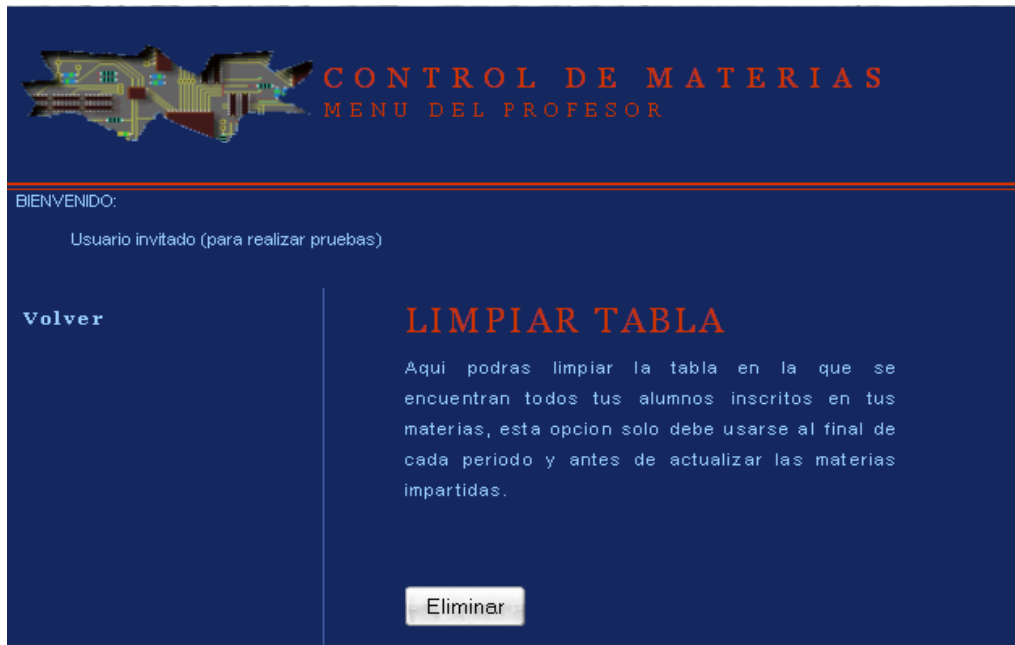 CONTROL DE MATERIAS
MENU DEL PROFESOR
BIENVENIDO:
Usuario invitado (para realizar pruebas)
Volver
LIMPIAR TABLA
Aqui podras limpiar la tabla en la que se
encuentran todos tus alumnos inscritos en tus
materias, esta opcion solo debe usarse al final de
cada periodo y antes de actualizar las materias
impartidas.
Eliminar